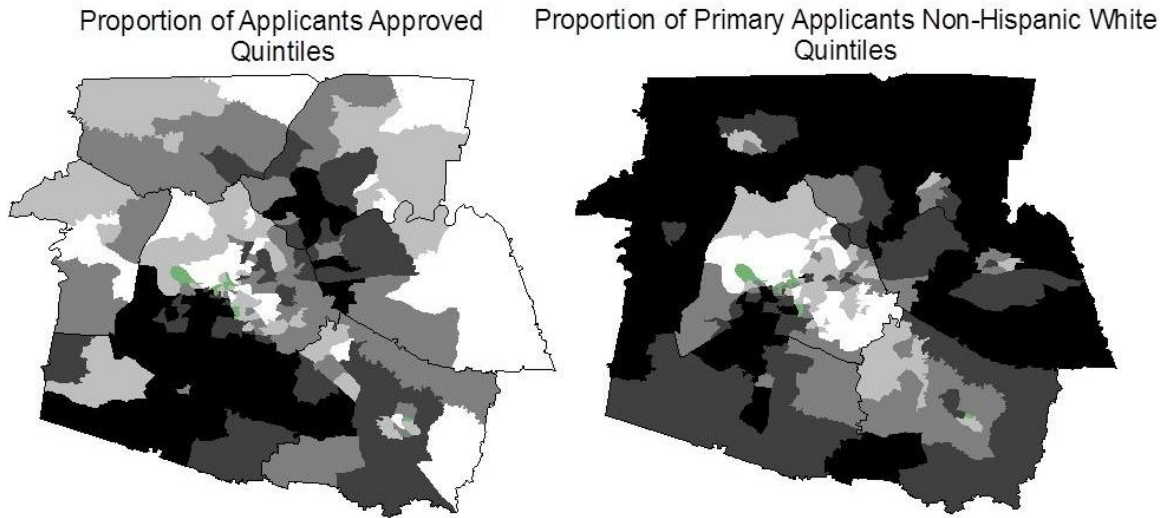 Proportion of Applicants Approved
Quintiles
Proportion of Primary Applicants Non-Hispanic White
Quintiles